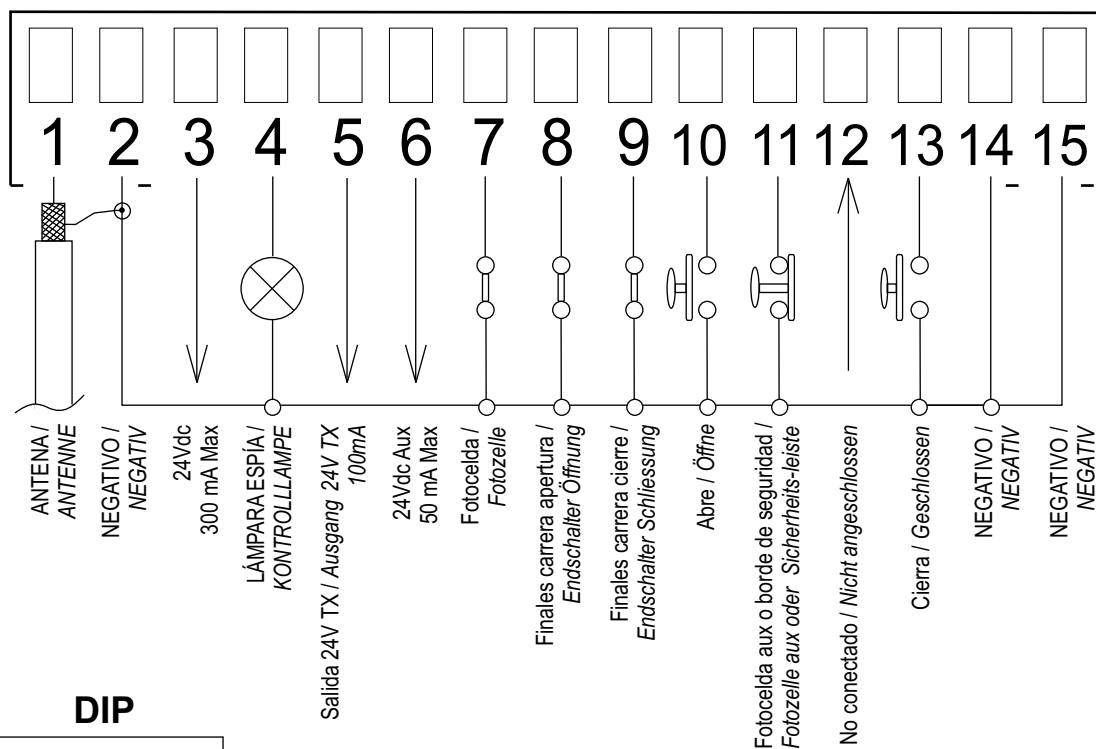 1 2 3 4 5 6 7 8 9 10 11 12 13 14 15
ANTENA /
ANTENNE
NEGATIVO /
NEGATIV
24Vdc
300 mA Max
LÁMPARA ESPÍA /
KONTROLLLAMPE
Salida 24V TX / Ausgang 24V TX
100mA
24Vdc Aux
50 mA Max
Fotocelda /
Fotozelle
Finales carrera apertura /
Endschalter Öffnung
Finales carrera cierre /
Endschalter Schliessung
Abre / Öffne
Fotocelda aux o borde de seguridad /
Fotozelle aux oder Sicherheits-leiste
No conectado / Nicht angeschlossen
Cierra / Geschlossen
NEGATIVO /
NEGATIV
NEGATIVO /
NEGATIV
DIP